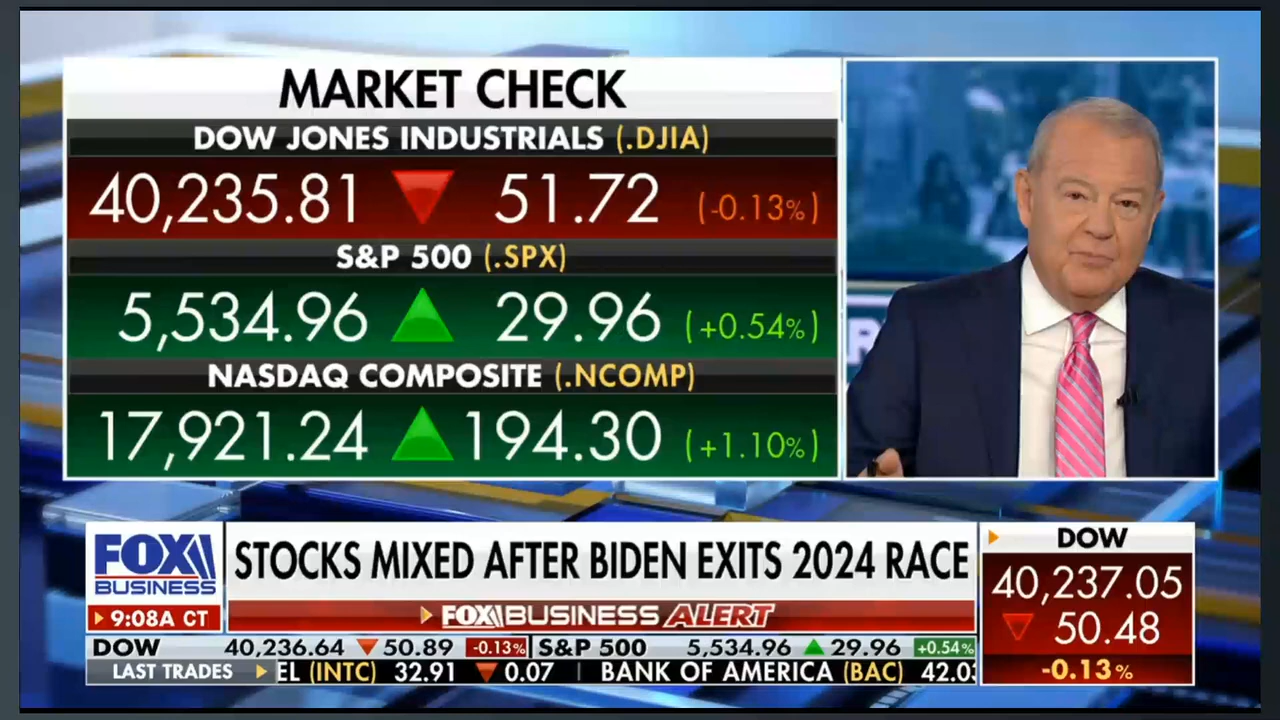 MARKET CHECK
DOW JONES INDUSTRIALS (.DJIA)
40,235.81 ▼ 51.72 (-0.13%)
S&P 500 (.SPX)
5,534.96 ▲ 29.96 (+0.54%)
NASDAQ COMPOSITE (.NCOMP)
17,921.24 ▲ 194.30 (+1.10%)
FOX BUSINESS
9:08A CT
STOCKS MIXED AFTER BIDEN EXITS 2024 RACE
FOX BUSINESS ALERT
DOW
40,237.05
▼ 50.48
-0.13%
DOW 40,236.64 ▼ 50.89 -0.13% S&P 500 5,534.96 ▲ 29.96 +0.54%
LAST TRADES EL (INTC) 32.91 ▼ 0.07 | BANK OF AMERICA (BAC) 42.03